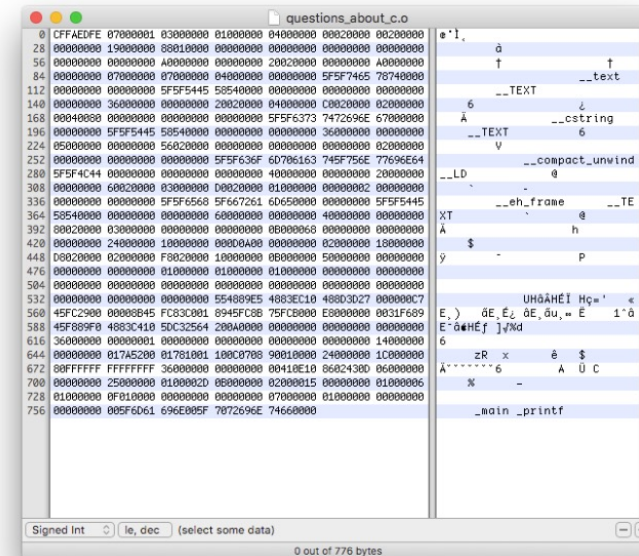 questions_about_c.o
0 CFFAEDFE 07000001 03000000 01000000 04000000 00020000 00200000
28 00000000 19000000 88010000 00000000 00000000 00000000 00000000 à
56 00000000 00000000 A0000000 00000000 20020000 00000000 A0000000 † †
84 00000000 07000000 07000000 04000000 00000000 5F5F7465 78740000 __text
112 00000000 00000000 5F5F5445 58540000 00000000 00000000 00000000 __TEXT
140 00000000 36000000 00000000 20020000 04000000 C0020000 02000000 6 ¿
168 00040080 00000000 00000000 00000000 5F5F6373 7472696E 67000000 Ä __cstring
196 00000000 5F5F5445 58540000 00000000 00000000 36000000 00000000 __TEXT 6
224 05000000 00000000 56020000 00000000 00000000 00000000 02000000 V
252 00000000 00000000 00000000 5F5F636F 6D706163 745F756E 77696E64 __compact_unwind
280 5F5F4C44 00000000 00000000 00000000 40000000 00000000 20000000 __LD @
308 00000000 60020000 03000000 D0020000 01000000 00000002 00000000 ` -
336 00000000 00000000 5F5F6568 5F667261 6D650000 00000000 5F5F5445 __eh_frame __TE
364 58540000 00000000 00000000 60000000 00000000 40000000 00000000 XT ` @
392 80020000 03000000 00000000 00000000 0B000068 00000000 00000000 Ä h
420 00000000 24000000 10000000 000D0A00 00000000 02000000 18000000 $
448 D8020000 02000000 F8020000 10000000 0B000000 50000000 00000000 ÿ ¯ P
476 00000000 00000000 01000000 01000000 01000000 00000000 00000000
504 00000000 00000000 00000000 00000000 00000000 00000000 00000000
532 00000000 00000000 00000000 554889E5 4883EC10 488D3D27 000000C7 UHâÂHÉÏ Hç=' «
560 45FC2900 00008B45 FC83C001 8945FC8B 75FCB000 E8000000 0031F689
588 45F889F0 4883C410 5DC32564 200A0000 00000000 00000000 00000000
616 36000000 00000001 00000000 00000000 00000000 00000000 14000000 6
644 00000000 017A5200 01780101 100C0708 90010000 24000000 1C000000 zR x ê $
672 80FFFFFF FFFFFFFF 36000000 00000000 00410E10 8602430D 06000000
700 00000000 25000000 0100002D 0B000000 02000015 00000000 01000006 % -
728 01000000 0F010000 00000000 00000000 07000000 01000000 00000000
756 00000000 005F6D61 696E005F 7072696E 74660000 _main _printf
Signed Int le, dec (select some data)
0 out of 776 bytes